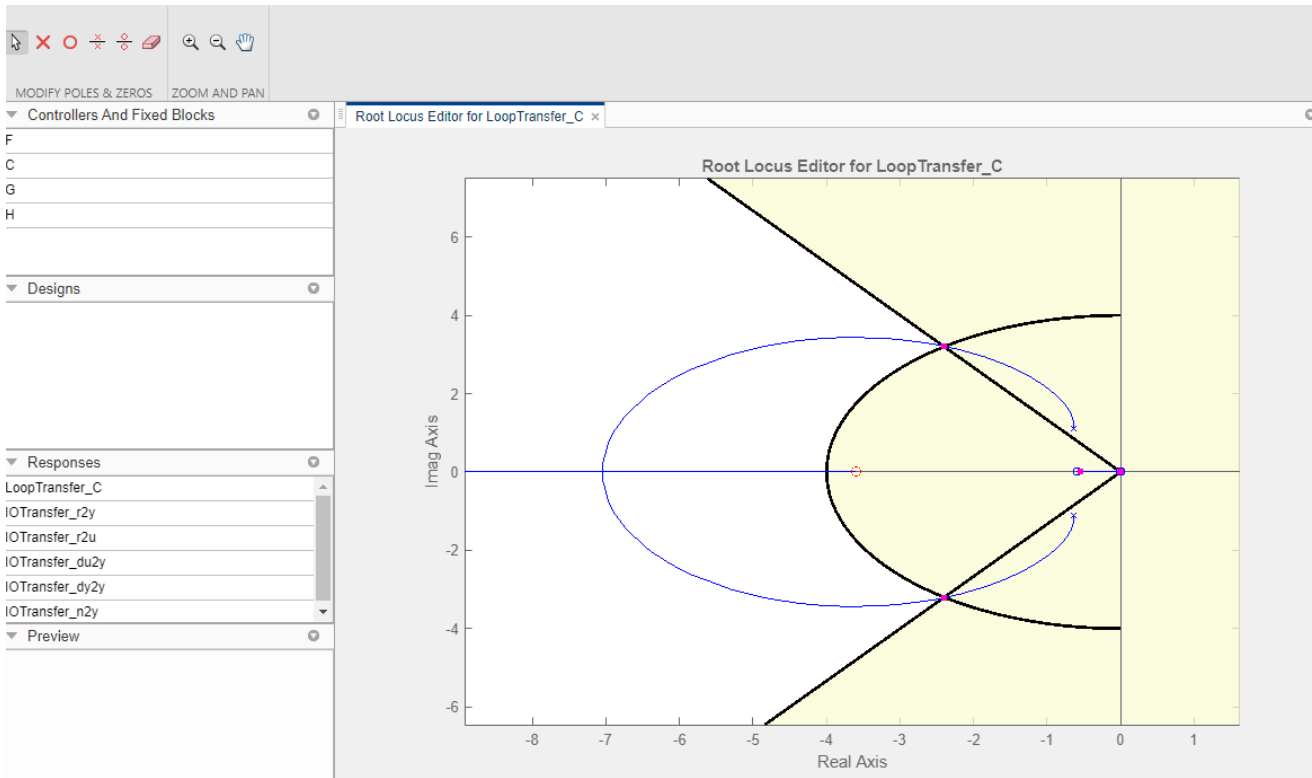 MODIFY POLES & ZEROS
ZOOM AND PAN
Controllers And Fixed Blocks
F
C
G
H
Designs
Responses
LoopTransfer_C
IOTransfer_r2y
IOTransfer_r2u
IOTransfer_du2y
IOTransfer_dy2y
IOTransfer_n2y
Preview
Root Locus Editor for LoopTransfer_C ×
Root Locus Editor for LoopTransfer_C
6
4
2
0
-2
-4
-6
Imag Axis
-8 -7 -6 -5 -4 -3 -2 -1 0 1
Real Axis